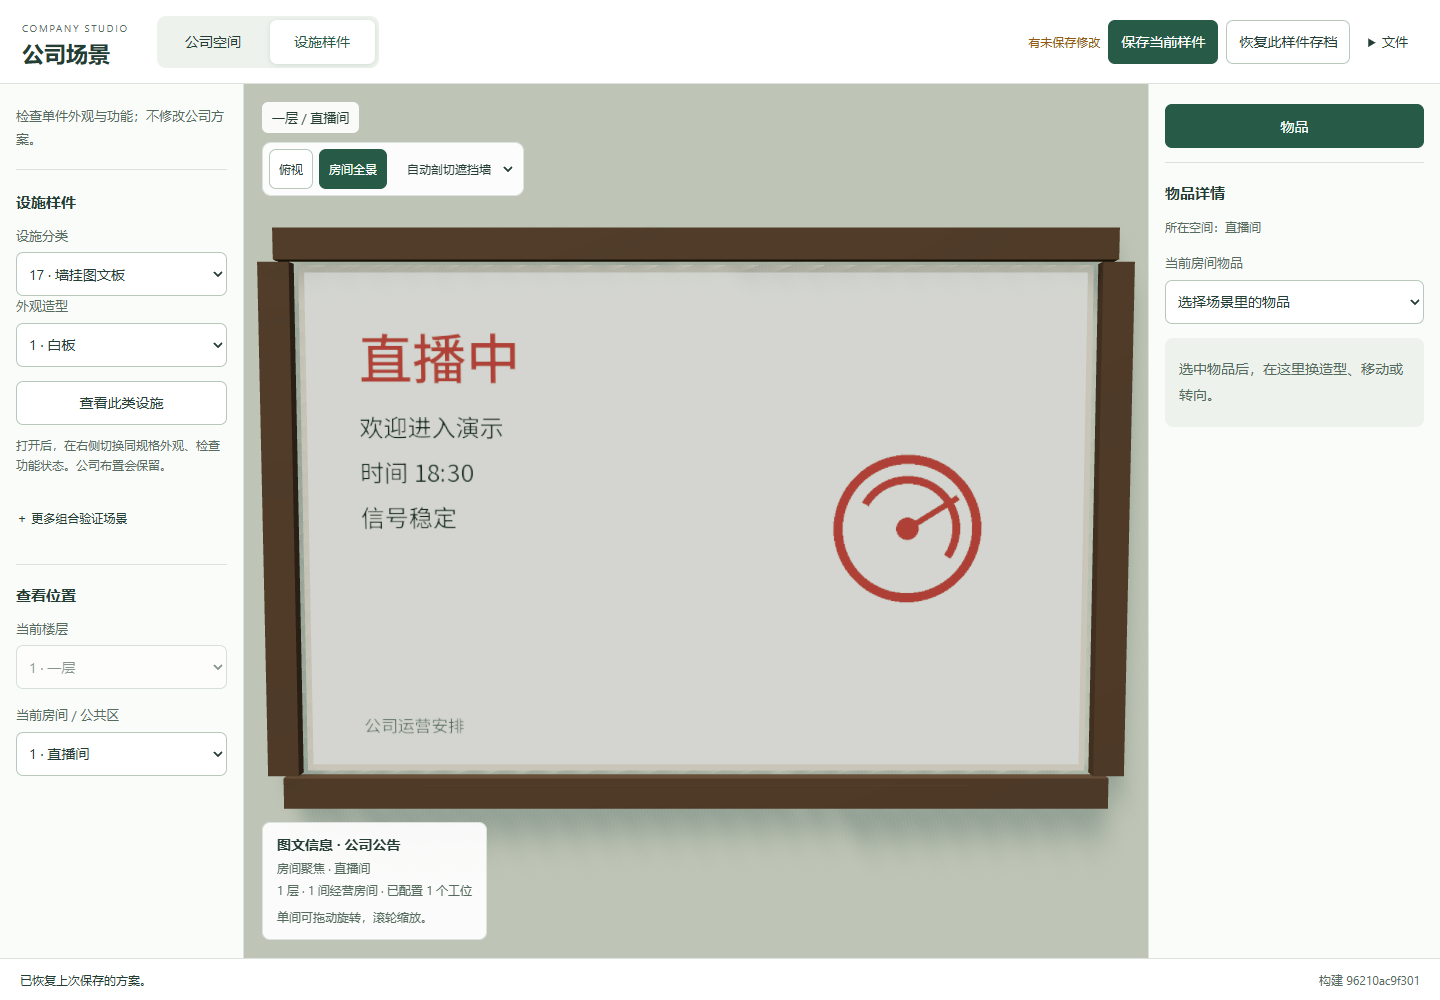 COMPANY STUDIO
公司场景
公司空间
设施样件
有未保存修改
保存当前样件
恢复此样件存档
▶ 文件
检查单件外观与功能；不修改公司方案。
设施样件
设施分类
17 · 墙挂图文板
外观造型
1 · 白板
查看此类设施
打开后，在右侧切换同规格外观、检查功能状态。公司布置会保留。
+ 更多组合验证场景
查看位置
当前楼层
1 · 一层
当前房间 / 公共区
1 · 直播间
一层 / 直播间
俯视
房间全景
自动剖切遮挡墙
直播中
欢迎进入演示
时间 18:30
信号稳定
公司运营安排
图文信息 · 公司公告
房间聚焦 · 直播间
1 层 · 1 间经营房间 · 已配置 1 个工位
单间可拖动旋转，滚轮缩放。
物品
物品详情
所在空间：直播间
当前房间物品
选择场景里的物品
选中物品后，在这里换造型、移动或转向。
已恢复上次保存的方案。
构建 96210ac9f301